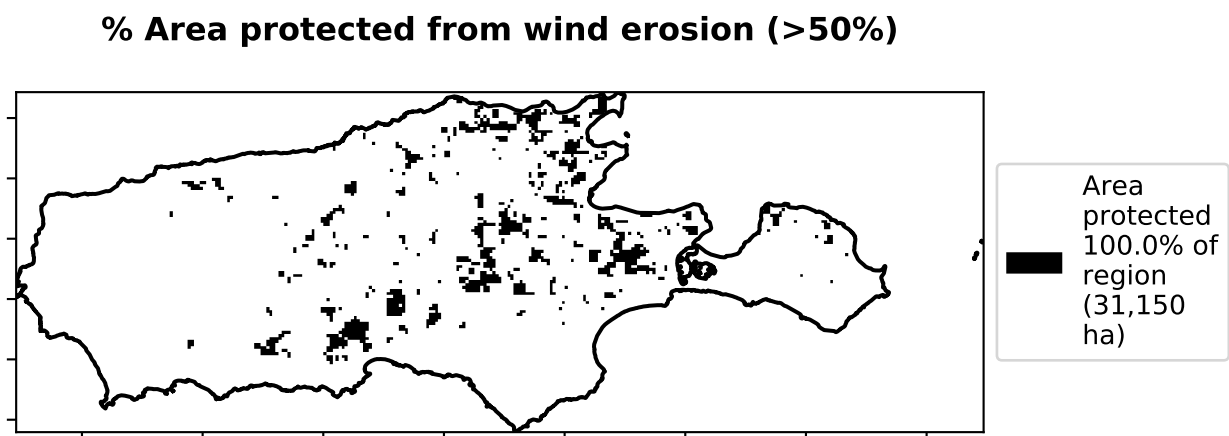 % Area protected from wind erosion (>50%)
Area
protected
100.0% of
region
(31,150
ha)